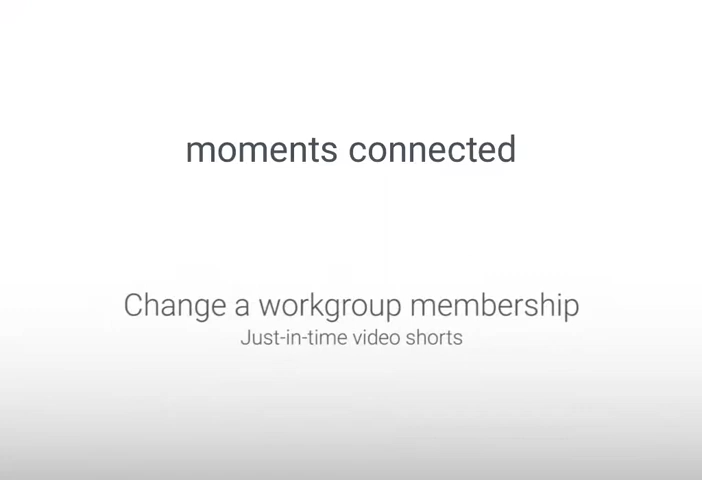 moments connected
Change a workgroup membership
Just-in-time video shorts